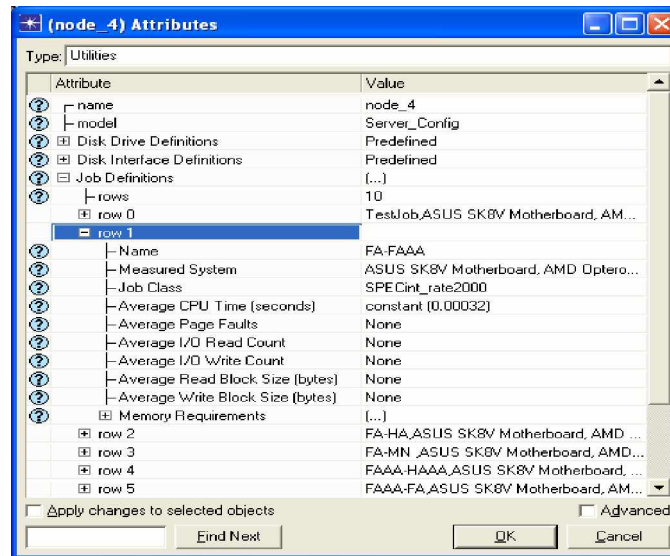 (node_4) Attributes
Type: Utilities
Attribute Value
name node_4
model Server_Config
Disk Drive Definitions Predefined
Disk Interface Definitions Predefined
Job Definitions (...)
rows 10
row 0 TestJob,ASUS SK8V Motherboard, AM...
row 1
Name FA-FAAA
Measured System ASUS SK8V Motherboard, AMD Optero...
Job Class SPECint_rate2000
Average CPU Time (seconds) constant (0.00032)
Average Page Faults None
Average I/O Read Count None
Average I/O Write Count None
Average Read Block Size (bytes) None
Average Write Block Size (bytes) None
Memory Requirements (...)
row 2 FA-HA,ASUS SK8V Motherboard, AMD ...
row 3 FA-MN ,ASUS SK8V Motherboard, AMD...
row 4 FAAA-HAAA,ASUS SK8V Motherboard, ...
row 5 FAAA-FA,ASUS SK8V Motherboard, AM...
Apply changes to selected objects Advanced
Find Next OK Cancel